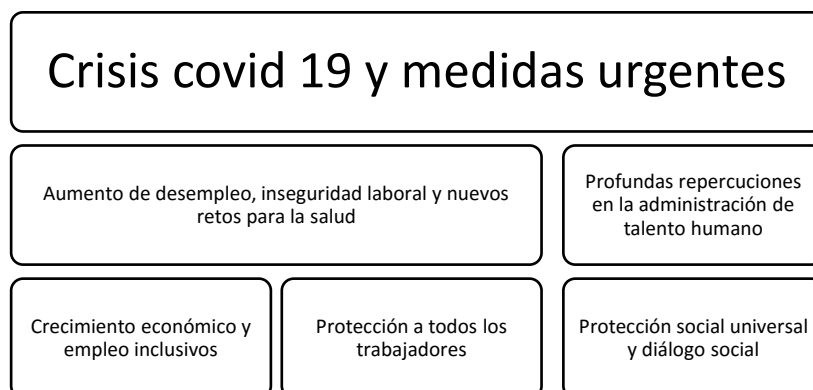 Crisis covid 19 y medidas urgentes
Aumento de desempleo, inseguridad laboral y nuevos
retos para la salud
Profundas repercuciones
en la administración de
talento humano
Crecimiento económico y
empleo inclusivos
Protección a todos los
trabajadores
Protección social universal
y diálogo social